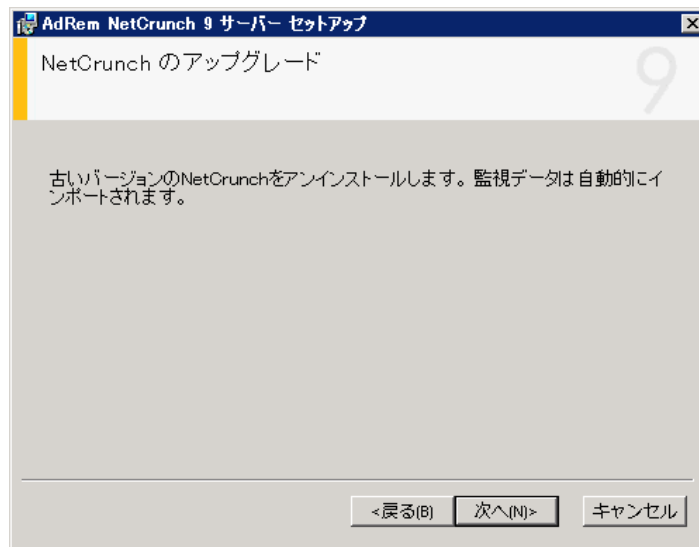 AdRem NetCrunch 9 サーバー セットアップ
NetCrunch のアップグレード
9
古いバージョンのNetCrunchをアンインストールします。監視データは自動的にイ
ンポートされます。
<戻る(B)
次へ(N)>
キャンセル